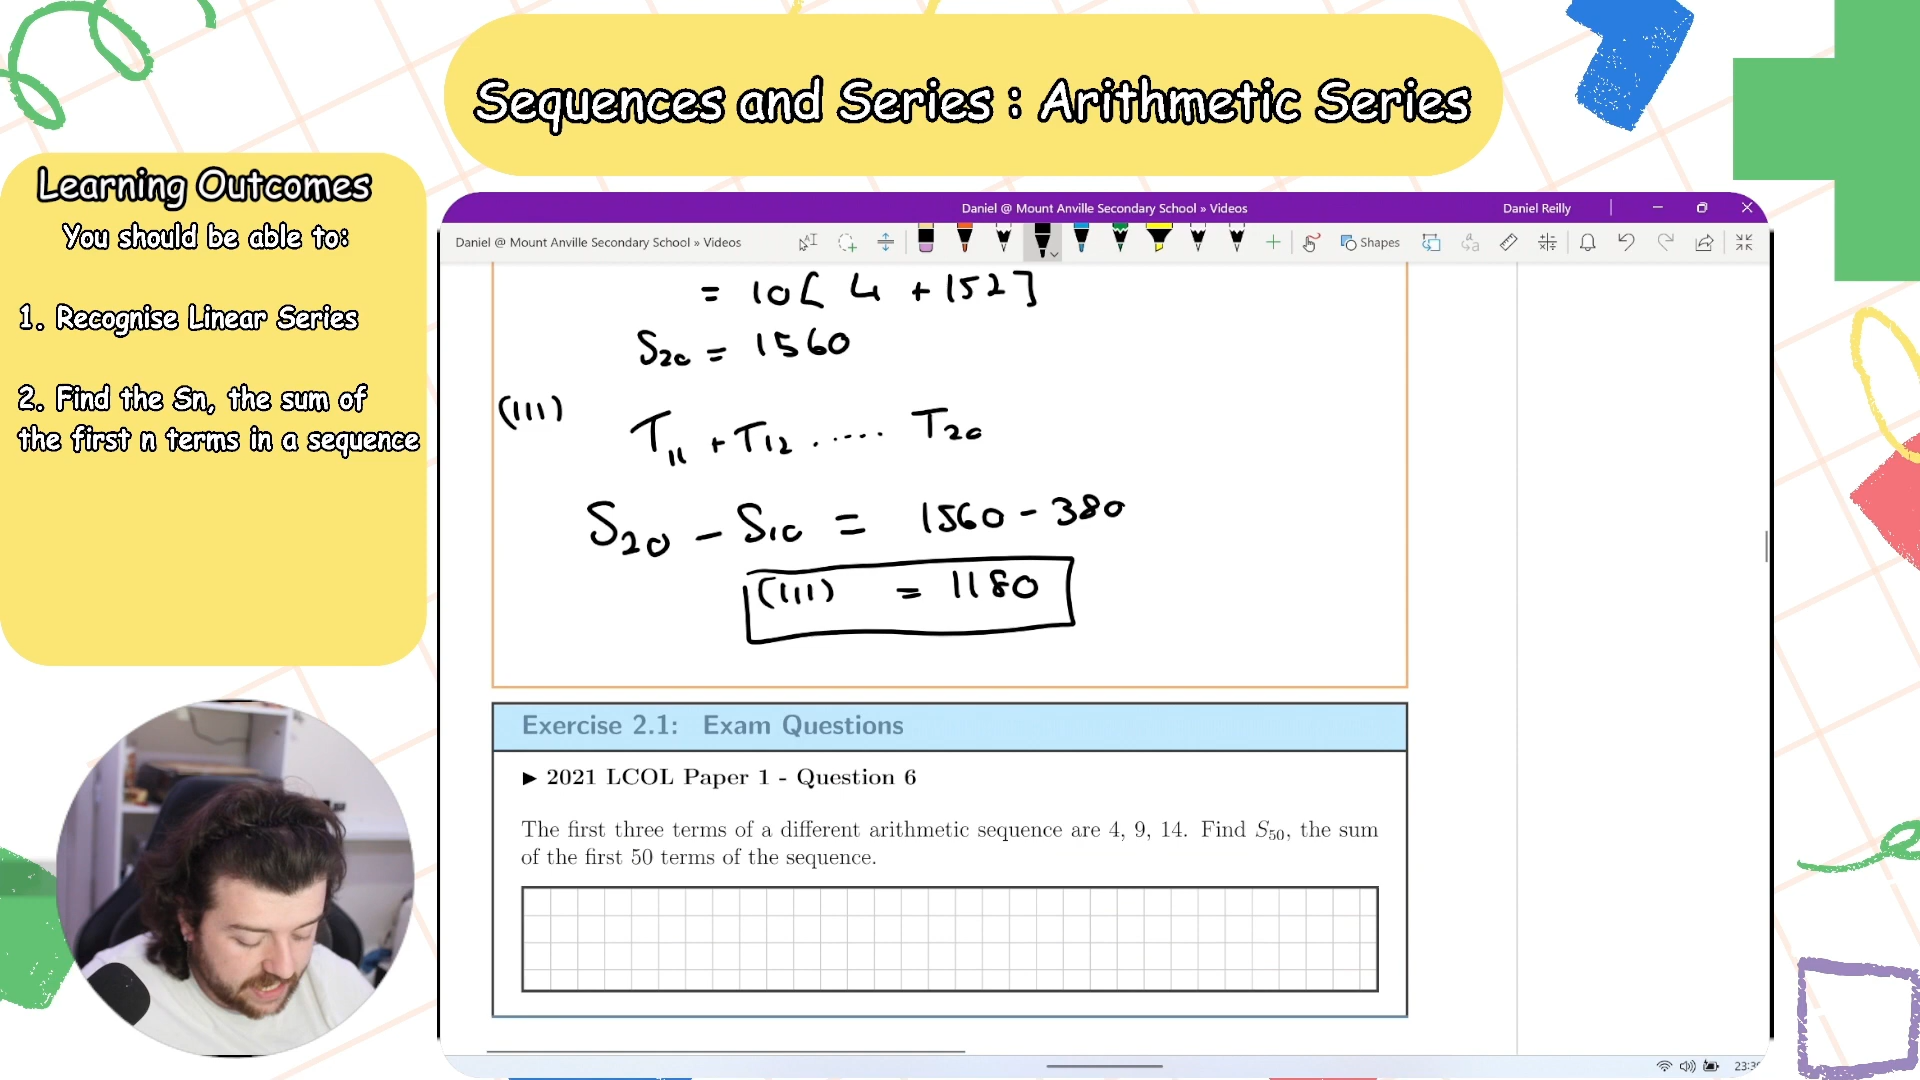 Sequences and Series : Arithmetic Series
Learning Outcomes
You should be able to:
1. Recognise Linear Series
2. Find the Sn, the sum of
the first n terms in a sequence
Daniel @ Mount Anville Secondary School » Videos
Daniel Reilly
Daniel @ Mount Anville Secondary School » Videos
Shapes
= 10[ 4 + 152]
S20 = 1560
(iii)
T11 + T12 ..... T20
S20 - S10 = 1560 - 380
(iii) = 1180
Exercise 2.1: Exam Questions
▶ 2021 LCOL Paper 1 - Question 6
The first three terms of a different arithmetic sequence are 4, 9, 14. Find S50, the sum
of the first 50 terms of the sequence.